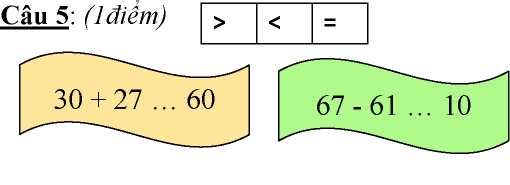 Câu 5: (1điểm) > < =
30 + 27 … 60 67 - 61 … 10